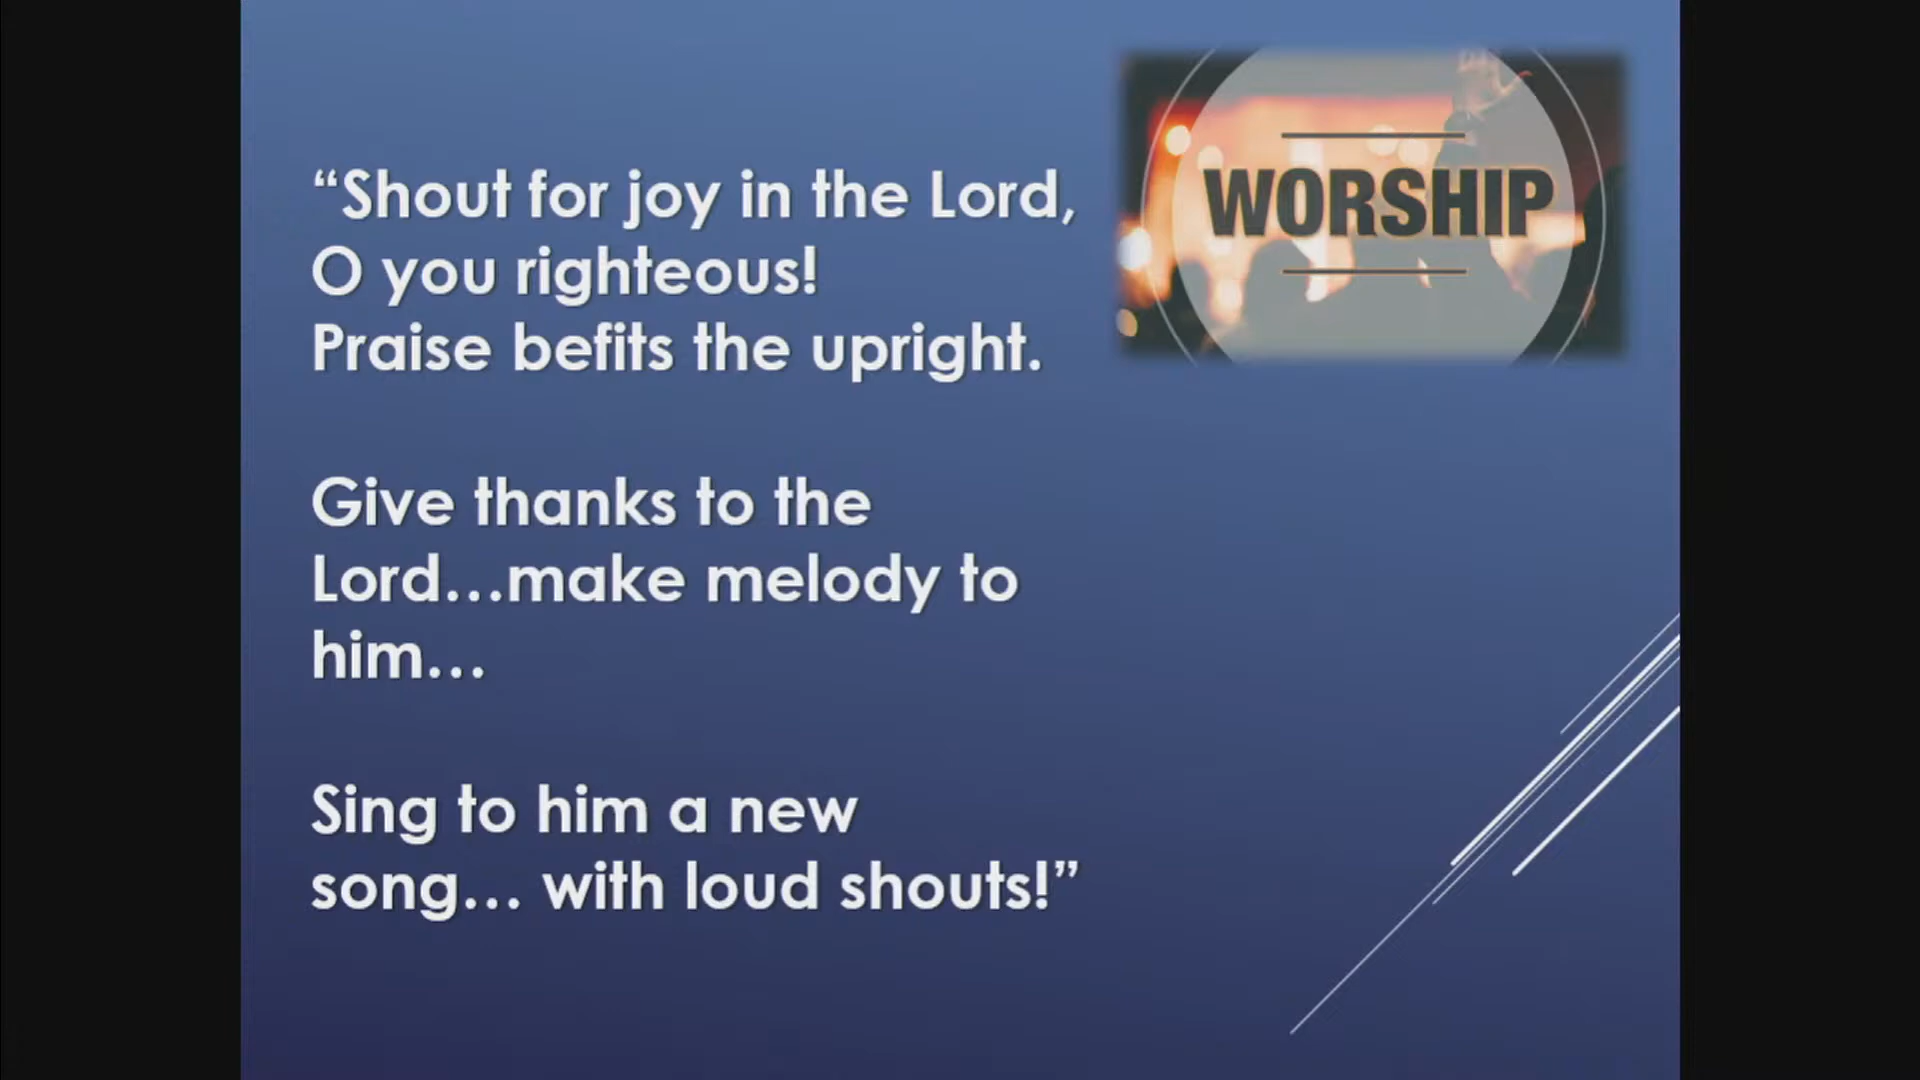 “Shout for joy in the Lord,
O you righteous!
Praise befits the upright.
Give thanks to the
Lord…make melody to
him…
Sing to him a new
song… with loud shouts!”
WORSHIP